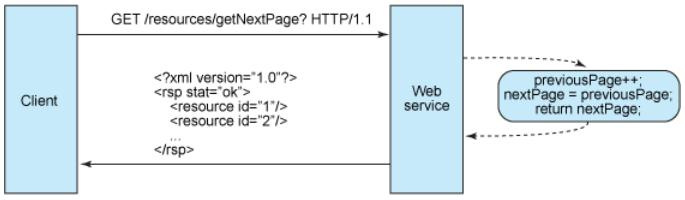 GET /resources/getNextPage? HTTP/1.1
Client
<?xml version="1.0"?>
<rsp stat="ok">
<resource id="1"/>
<resource id="2"/>
...
</rsp>
Web
service
previousPage++;
nextPage = previousPage;
return nextPage;